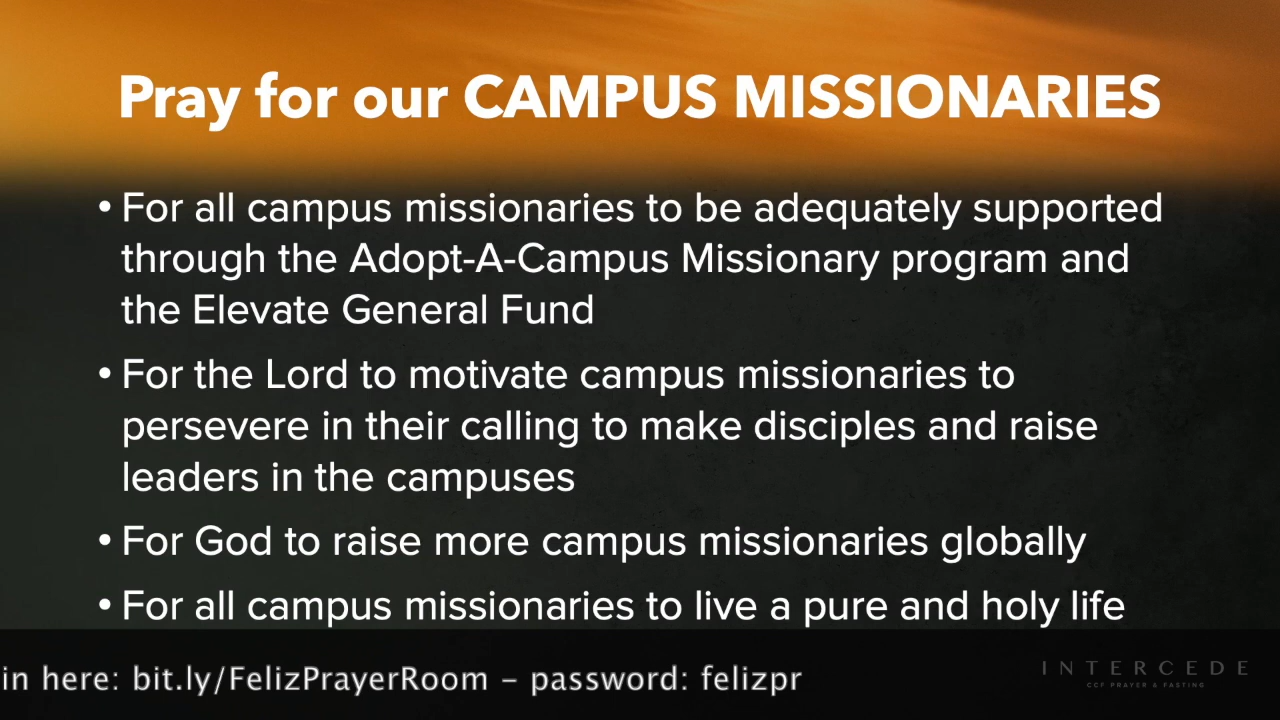 Pray for our CAMPUS MISSIONARIES
• For all campus missionaries to be adequately supported
through the Adopt-A-Campus Missionary program and
the Elevate General Fund
• For the Lord to motivate campus missionaries to
persevere in their calling to make disciples and raise
leaders in the campuses
• For God to raise more campus missionaries globally
• For all campus missionaries to live a pure and holy life
in here: bit.ly/FelizPrayerRoom – password: felizpr
INTERCEDE
CCF PRAYER & FASTING